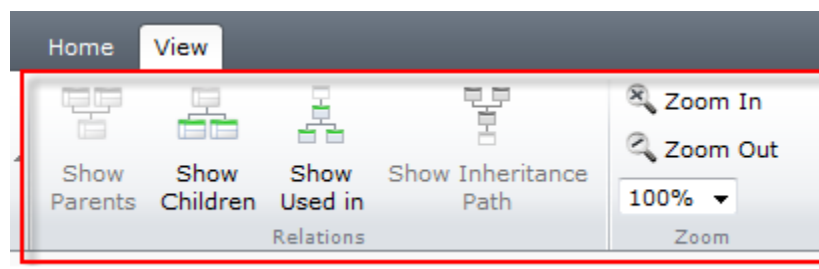 Home View
Show Parents
Show Children
Show Used in
Show Inheritance Path
Relations
Zoom In
Zoom Out
100%
Zoom